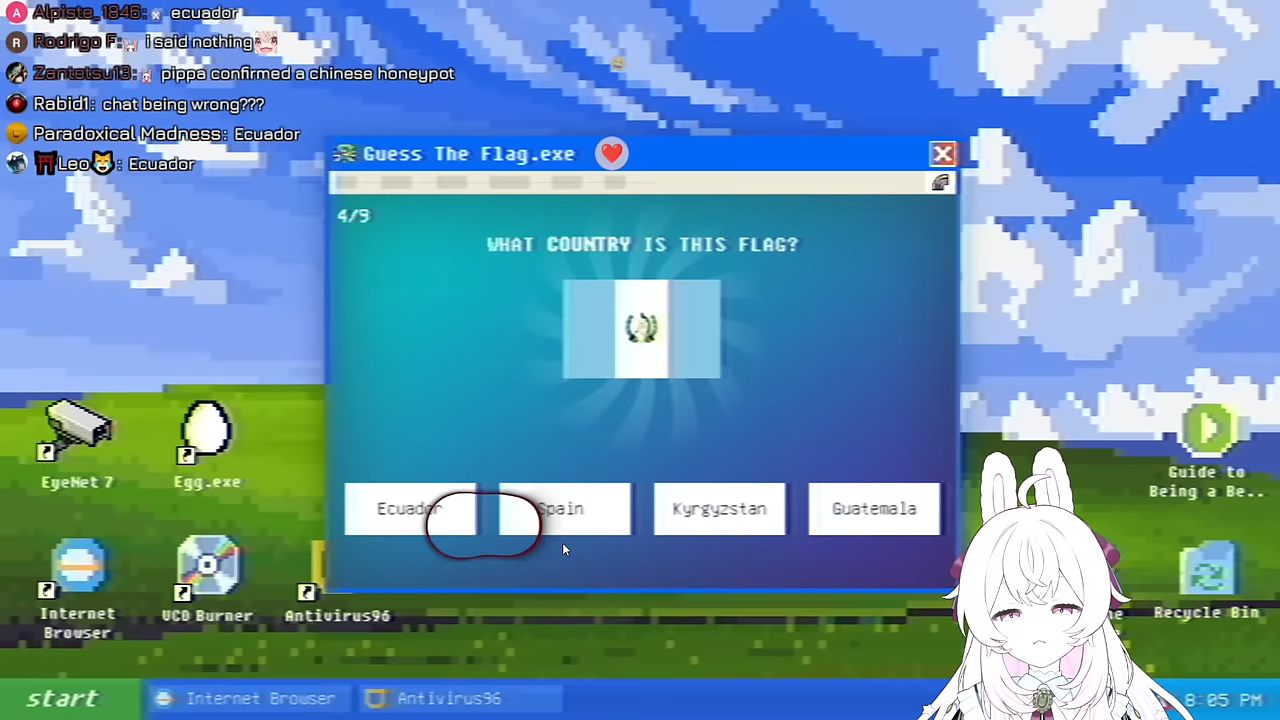 Alpiste_1846: ecuador
Rodrigo F: i said nothing
Zantetsu13: pippa confirmed a chinese honeypot
Rabid1: chat being wrong???
Paradoxical Madness: Ecuador
Leo: Ecuador
Guess The Flag.exe
4/9
WHAT COUNTRY IS THIS FLAG?
Ecuador
Spain
Kyrgyzstan
Guatemala
EyeNet 7
Egg.exe
Guide to
Being a Be..
Internet
Browser
VCD Burner
Antivirus96
Recycle Bin
start
Internet Browser
Antivirus96
8:05 PM